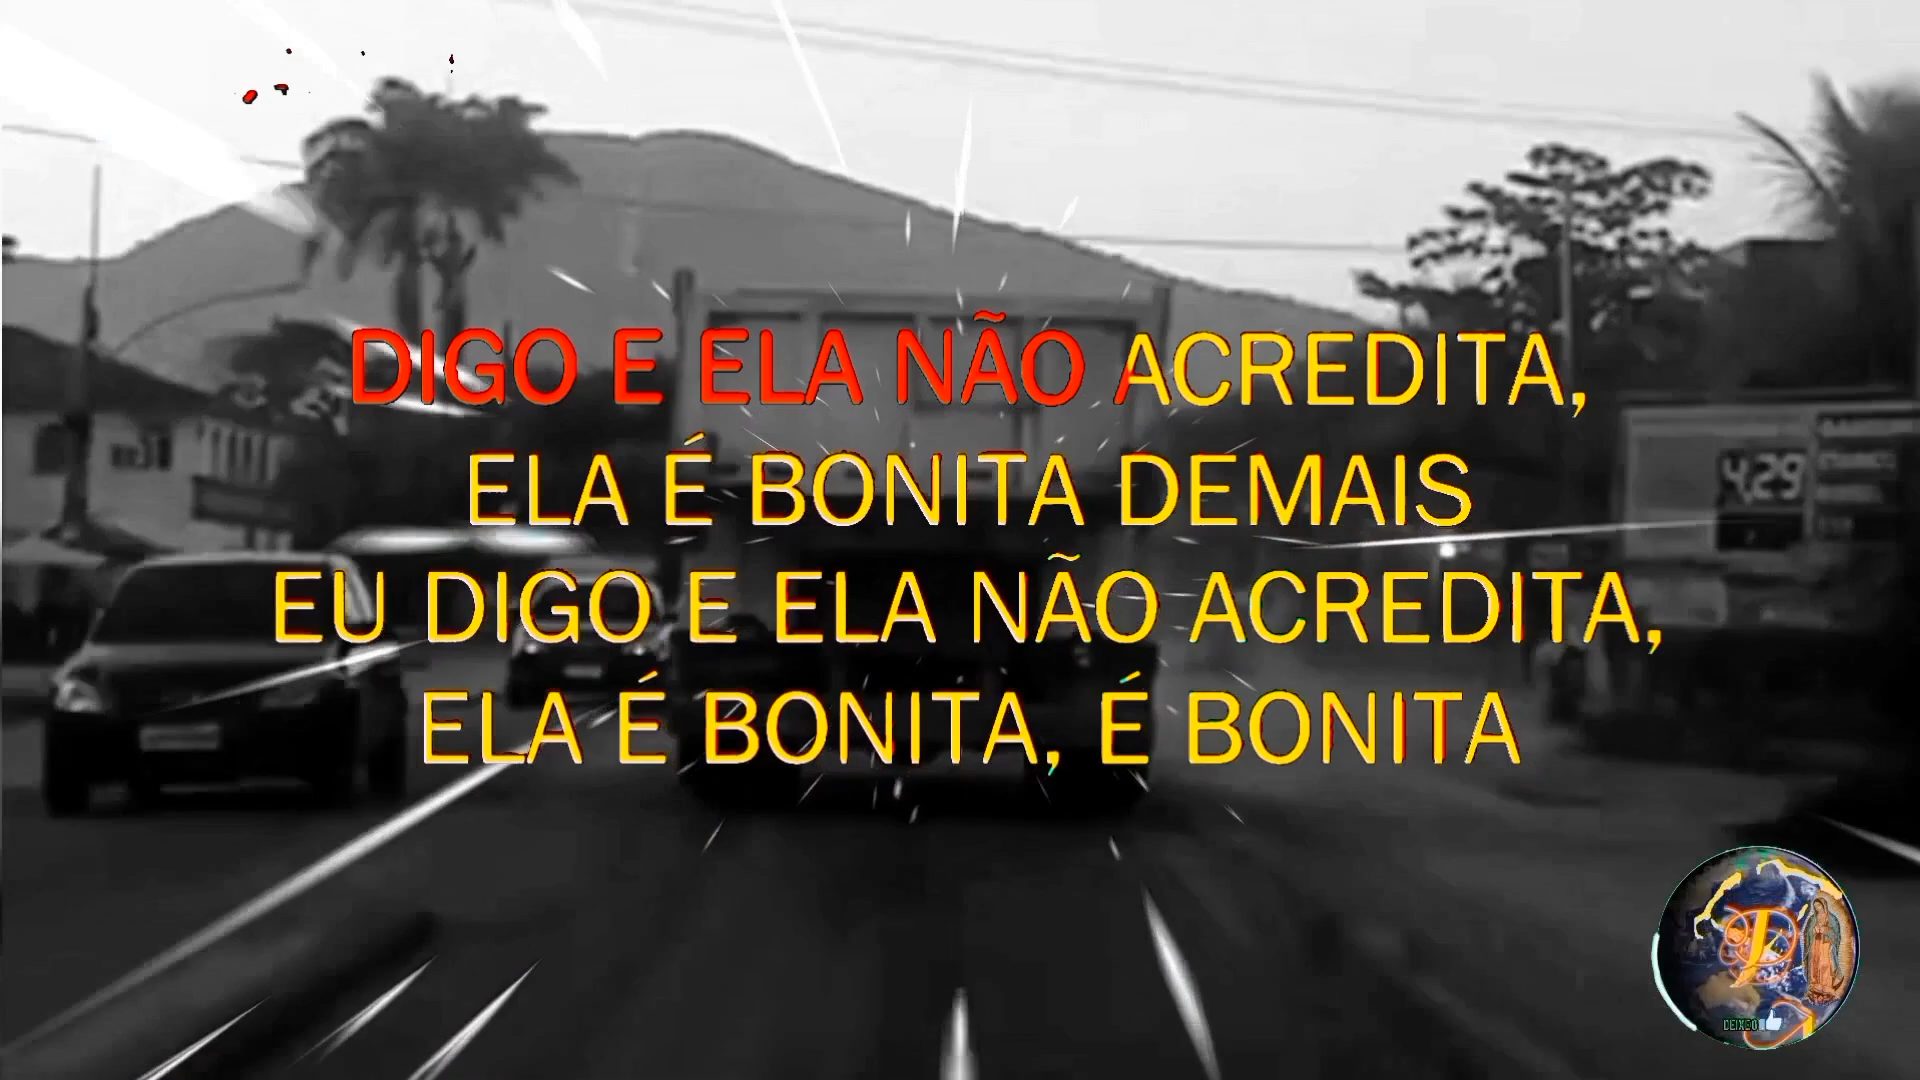 DIGO E ELA NÃO ACREDITA,
ELA É BONITA DEMAIS
EU DIGO E ELA NÃO ACREDITA,
ELA É BONITA, É BONITA
4,29